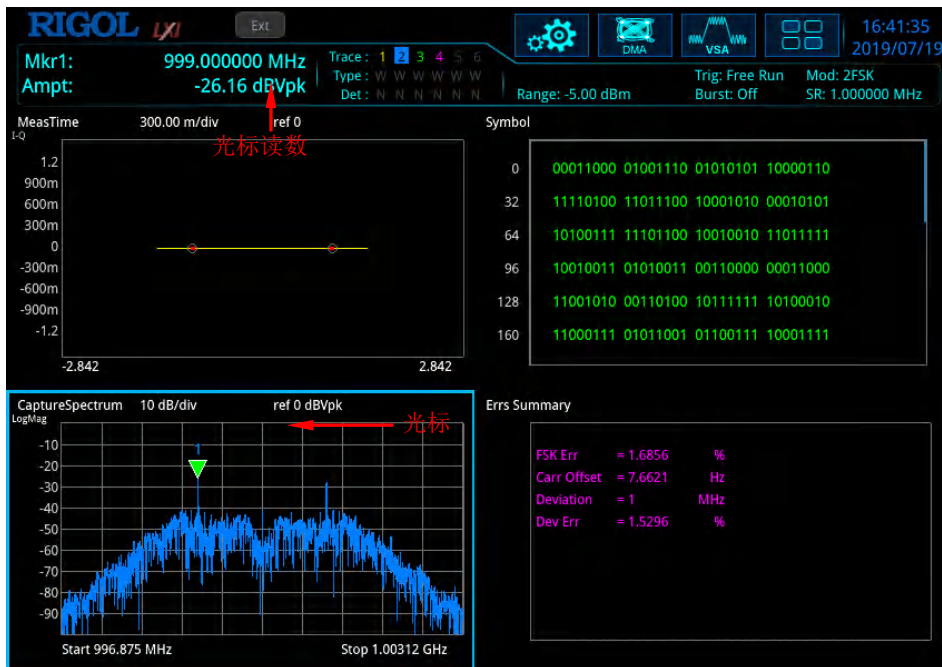 RIGOL LXI Ext 16:41:35
DMA VSA 2019/07/19
Mkr1: 999.000000 MHz
Ampt: -26.16 dBVpk
Trace: 1 2 3 4 5 6
Type: W W W W W W
Det: N N N N N N
Range: -5.00 dBm
Trig: Free Run Mod: 2FSK
Burst: Off SR: 1.000000 MHz
MeasTime 300.00 m/div ref 0
I-Q
光标读数
1.2
900m
600m
300m
0
-300m
-600m
-900m
-1.2
-2.842 2.842
Symbol
0 00011000 01001110 01010101 10000110
32 11110100 11011100 10001010 00010101
64 10100111 11101100 10010010 11011111
96 10010011 01010011 00110000 00011000
128 11001010 00110100 10111111 10100010
160 11000111 01011001 01100111 10001111
CaptureSpectrum 10 dB/div ref 0 dBVpk
LogMag
光标
1
-10
-20
-30
-40
-50
-60
-70
-80
-90
Start 996.875 MHz Stop 1.00312 GHz
Errs Summary
FSK Err = 1.6856 %
Carr Offset = 7.6621 Hz
Deviation = 1 MHz
Dev Err = 1.5296 %